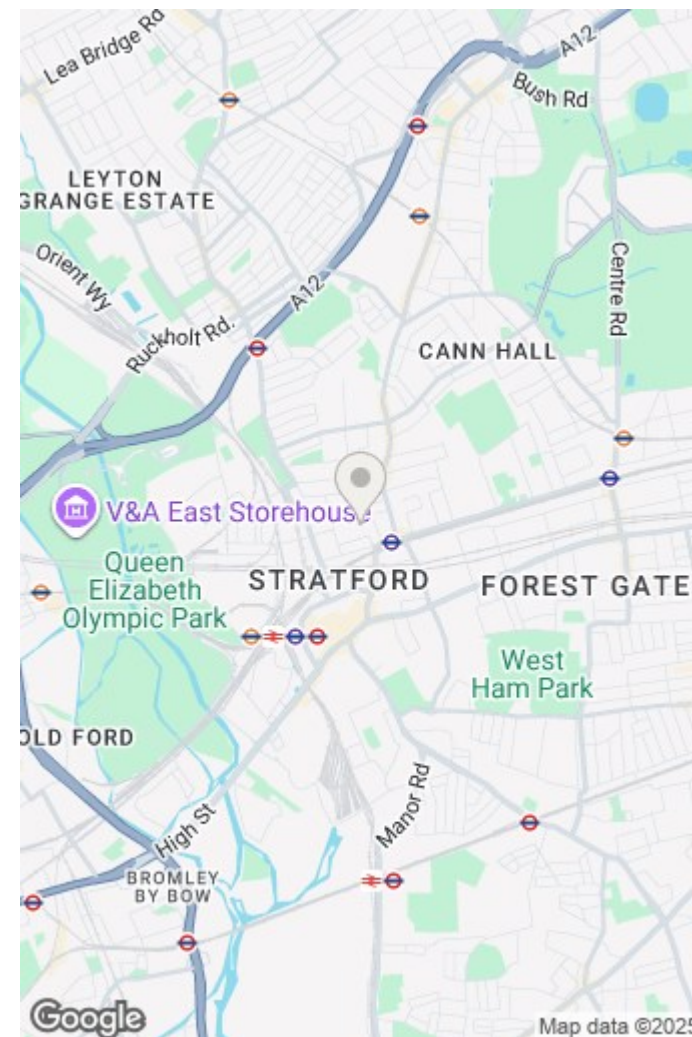 Lea Bridge Rd
A12
Bush Rd
LEYTON
GRANGE ESTATE
Orient Wy
Centre Rd
A12
Ruckholt Rd.
CANN HALL
V&A East Storehouse
Queen
Elizabeth
Olympic Park
STRATFORD
FOREST GATE
West
Ham Park
OLD FORD
Manor Rd
High St
BROMLEY
BY BOW
Google
Map data ©2025